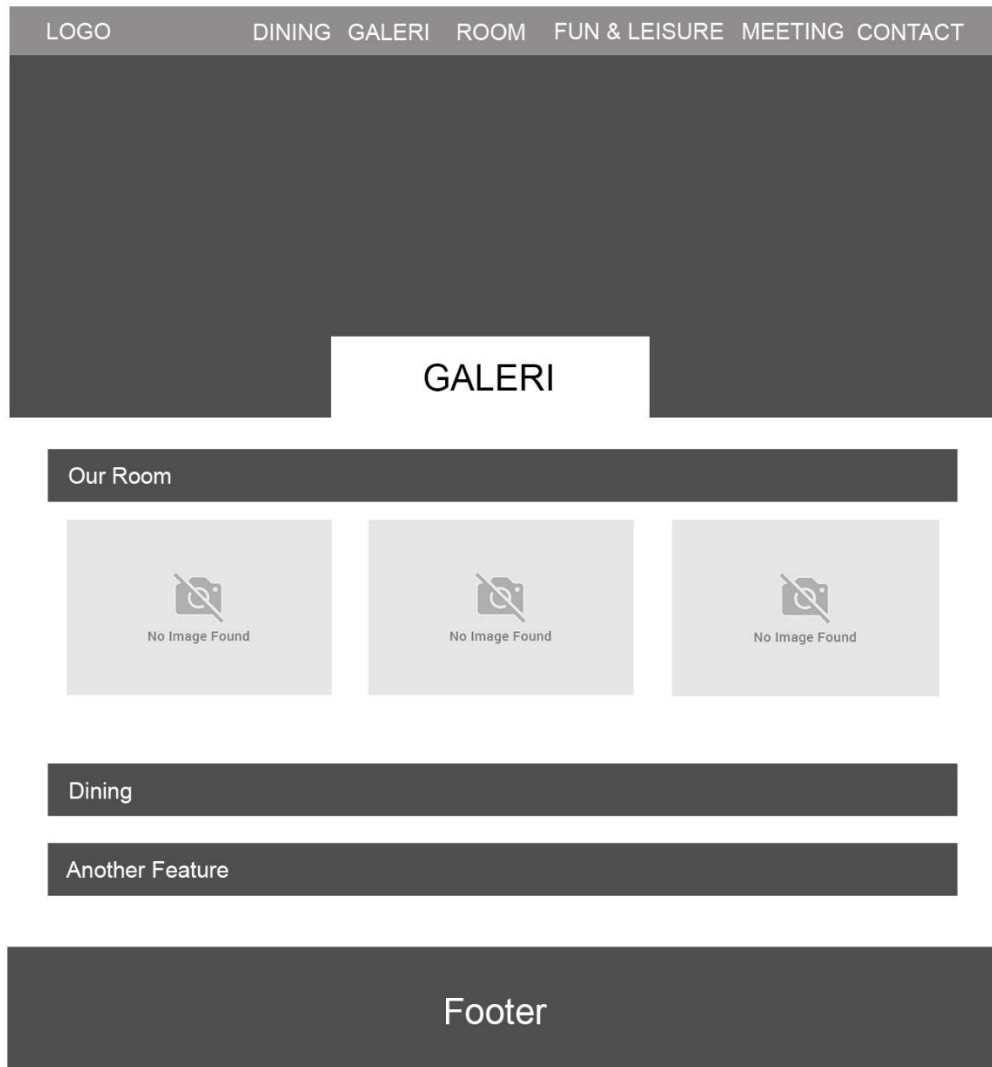 LOGO DINING GALERI ROOM FUN & LEISURE MEETING CONTACT
GALERI
Our Room
No Image Found No Image Found No Image Found
Dining
Another Feature
Footer